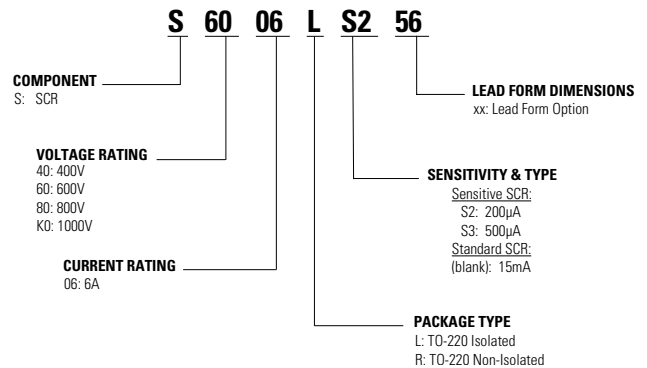 S 60 06 L S2 56
COMPONENT
S: SCR
VOLTAGE RATING
40: 400V
60: 600V
80: 800V
K0: 1000V
CURRENT RATING
06: 6A
LEAD FORM DIMENSIONS
xx: Lead Form Option
SENSITIVITY & TYPE
Sensitive SCR:
S2: 200µA
S3: 500µA
Standard SCR:
(blank): 15mA
PACKAGE TYPE
L: TO-220 Isolated
R: TO-220 Non-Isolated